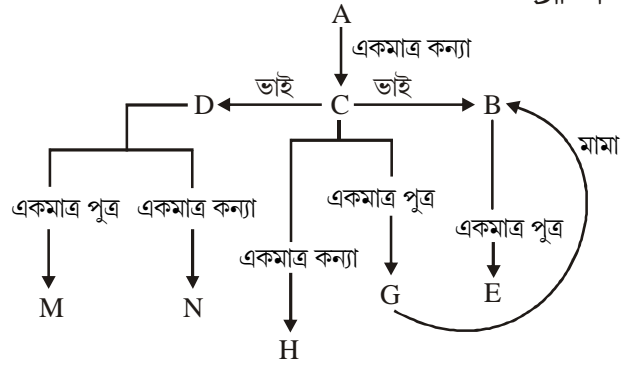 A
একমাত্র কন্যা
D ভাই C ভাই B
মামা
একমাত্র পুত্র একমাত্র কন্যা একমাত্র পুত্র একমাত্র পুত্র
একমাত্র কন্যা
M N G E
H